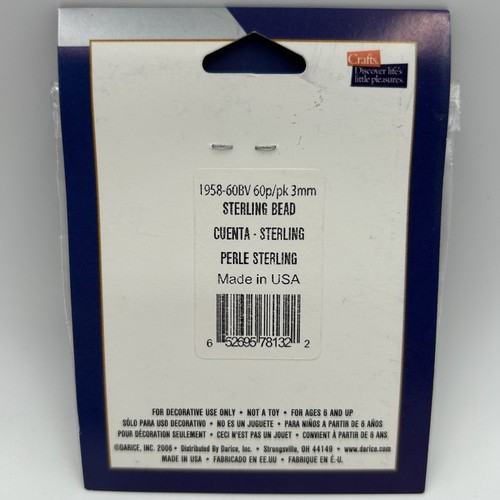 Crafts.
Discover life's
little pleasures.
1958-60BV 60p/pk 3mm
STERLING BEAD
CUENTA - STERLING
PERLE STERLING
Made in USA
6 52695 78132 2
FOR DECORATIVE USE ONLY • NOT A TOY • FOR AGES 6 AND UP
SÓLO PARA USO DECORATIVO • NO ES UN JUGUETE • PARA NIÑOS A PARTIR DE 6 AÑOS
POUR DÉCORATION SEULEMENT • CECI N'EST PAS UN JOUET • CONVIENT À PARTIR DE 6 ANS
©DARICE, INC. 2006 • Distributed By Darice, Inc. • Strongsville, OH 44149 • www.darice.com
MADE IN USA • FABRICADO EN EE.UU • FABRIQUE EN É.-U.